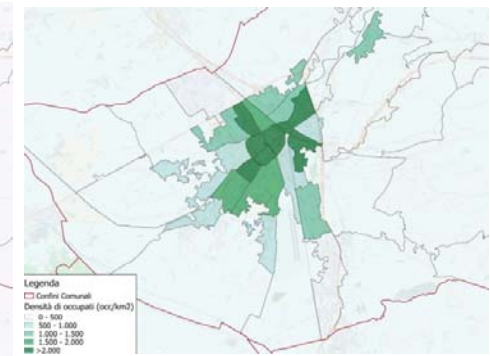 Legenda
Confini Comunali
Densità di occupati (occ/km2)
0 - 500
500 - 1.000
1.000 - 1.500
1.500 - 2.000
>2.000